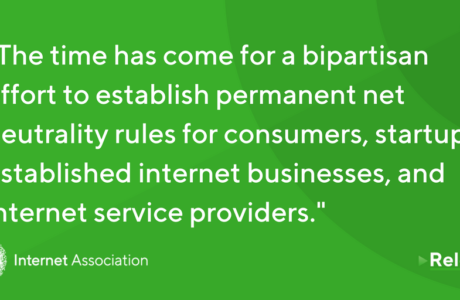 The time has come for a bipartisan
ffort to establish permanent net
eutrality rules for consumers, startup
stablished internet businesses, and
nternet service providers."
Internet Association
Rel